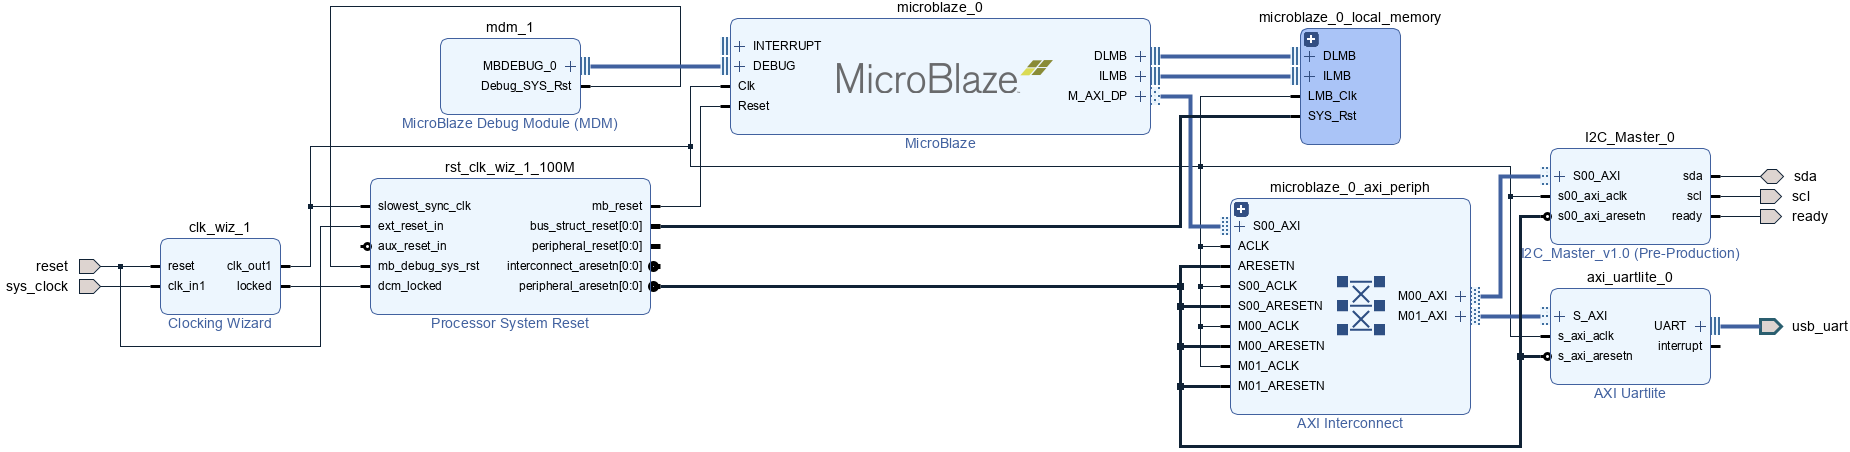 mdm_1
MBDEBUG_0
Debug_SYS_Rst
MicroBlaze Debug Module (MDM)
microblaze_0
INTERRUPT
DEBUG
Clk
Reset
MicroBlaze
DLMB
ILMB
M_AXI_DP
MicroBlaze
microblaze_0_local_memory
DLMB
ILMB
LMB_Clk
SYS_Rst
reset
sys_clock
clk_wiz_1
reset
clk_in1
clk_out1
locked
Clocking Wizard
rst_clk_wiz_1_100M
slowest_sync_clk
ext_reset_in
aux_reset_in
mb_debug_sys_rst
dcm_locked
mb_reset
bus_struct_reset[0:0]
peripheral_reset[0:0]
interconnect_aresetn[0:0]
peripheral_aresetn[0:0]
Processor System Reset
microblaze_0_axi_periph
S00_AXI
ACLK
ARESETN
S00_ACLK
S00_ARESETN
M00_ACLK
M00_ARESETN
M01_ACLK
M01_ARESETN
M00_AXI
M01_AXI
AXI Interconnect
I2C_Master_0
S00_AXI
s00_axi_aclk
s00_axi_aresetn
sda
scl
ready
I2C_Master_v1.0 (Pre-Production)
sda
scl
ready
axi_uartlite_0
S_AXI
s_axi_aclk
s_axi_aresetn
UART
interrupt
AXI Uartlite
usb_uart